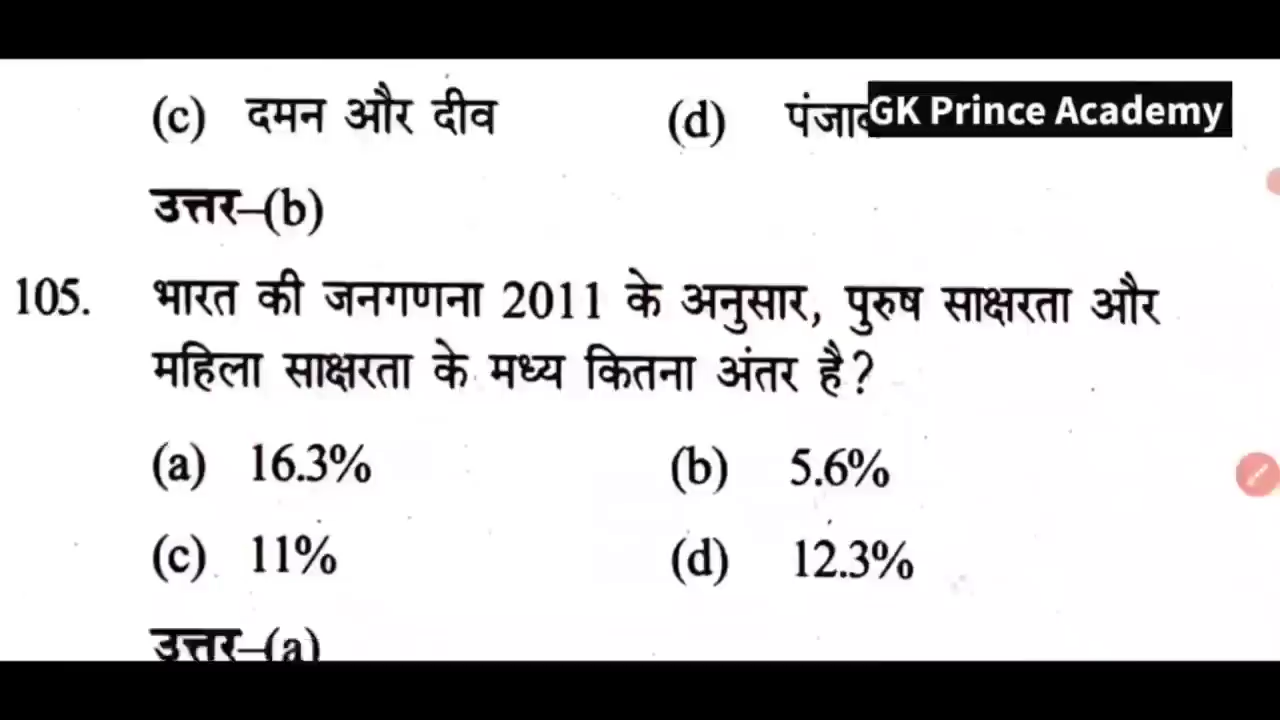 (c) दमन और दीव (d) GK Prince Academy
उत्तर–(b)
105. भारत की जनगणना 2011 के अनुसार, पुरुष साक्षरता और
महिला साक्षरता के मध्य कितना अंतर है?
(a) 16.3% (b) 5.6%
(c) 11% (d) 12.3%
उत्तर–(a)